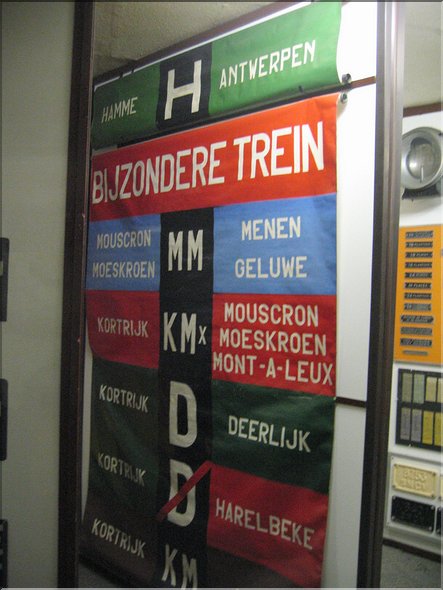 HAMME H ANTWERPEN
BIJZONDERE TREIN
MOUSCRON MOESKROEN MM MENEN GELUWE
KORTRIJK KMx MOUSCRON MOESKROEN MONT-A-LEUX
KORTRIJK D DEERLIJK
KORTRIJK D HARELBEKE
KORTRIJK KM